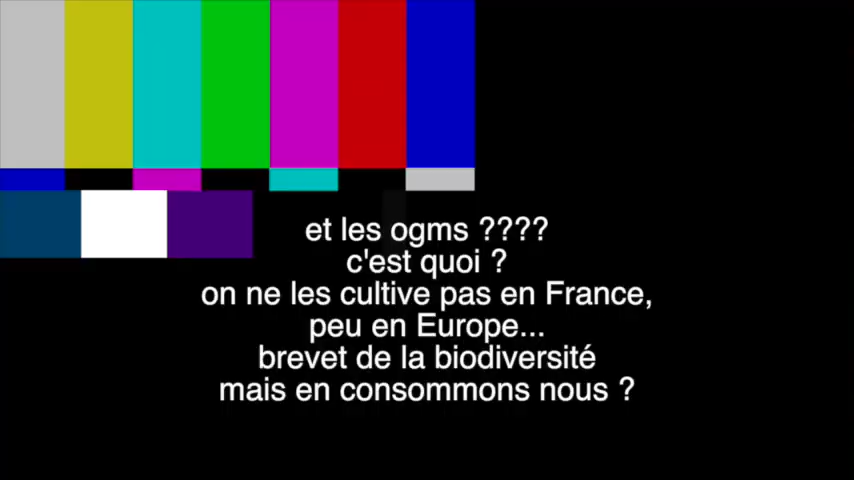 et les ogms ????
c'est quoi ?
on ne les cultive pas en France,
peu en Europe...
brevet de la biodiversité
mais en consommons nous ?